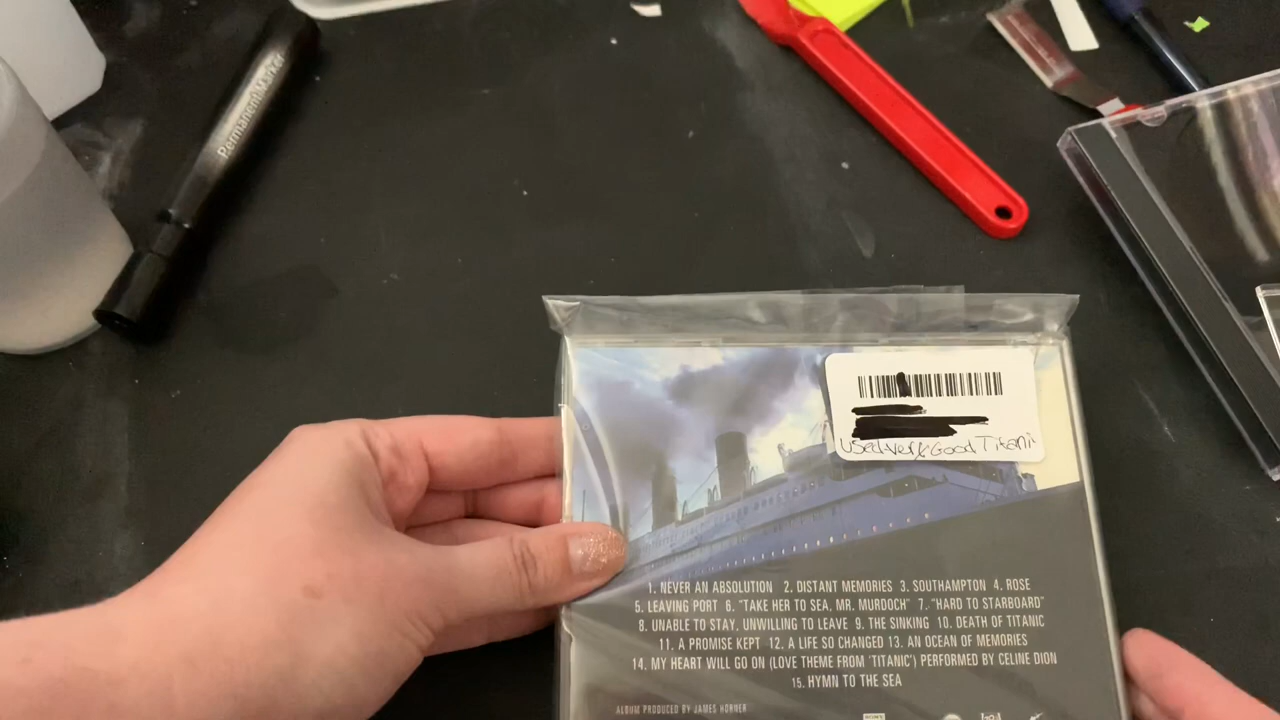 Permanent Marker
Used-Very Good Titani
1. NEVER AN ABSOLUTION 2. DISTANT MEMORIES 3. SOUTHAMPTON 4. ROSE
5. LEAVING PORT 6. "TAKE HER TO SEA, MR. MURDOCH" 7. "HARD TO STARBOARD"
8. UNABLE TO STAY, UNWILLING TO LEAVE 9. THE SINKING 10. DEATH OF TITANIC
11. A PROMISE KEPT 12. A LIFE SO CHANGED 13. AN OCEAN OF MEMORIES
14. MY HEART WILL GO ON (LOVE THEME FROM 'TITANIC') PERFORMED BY CELINE DION
15. HYMN TO THE SEA
ALBUM PRODUCED BY JAMES HORNER